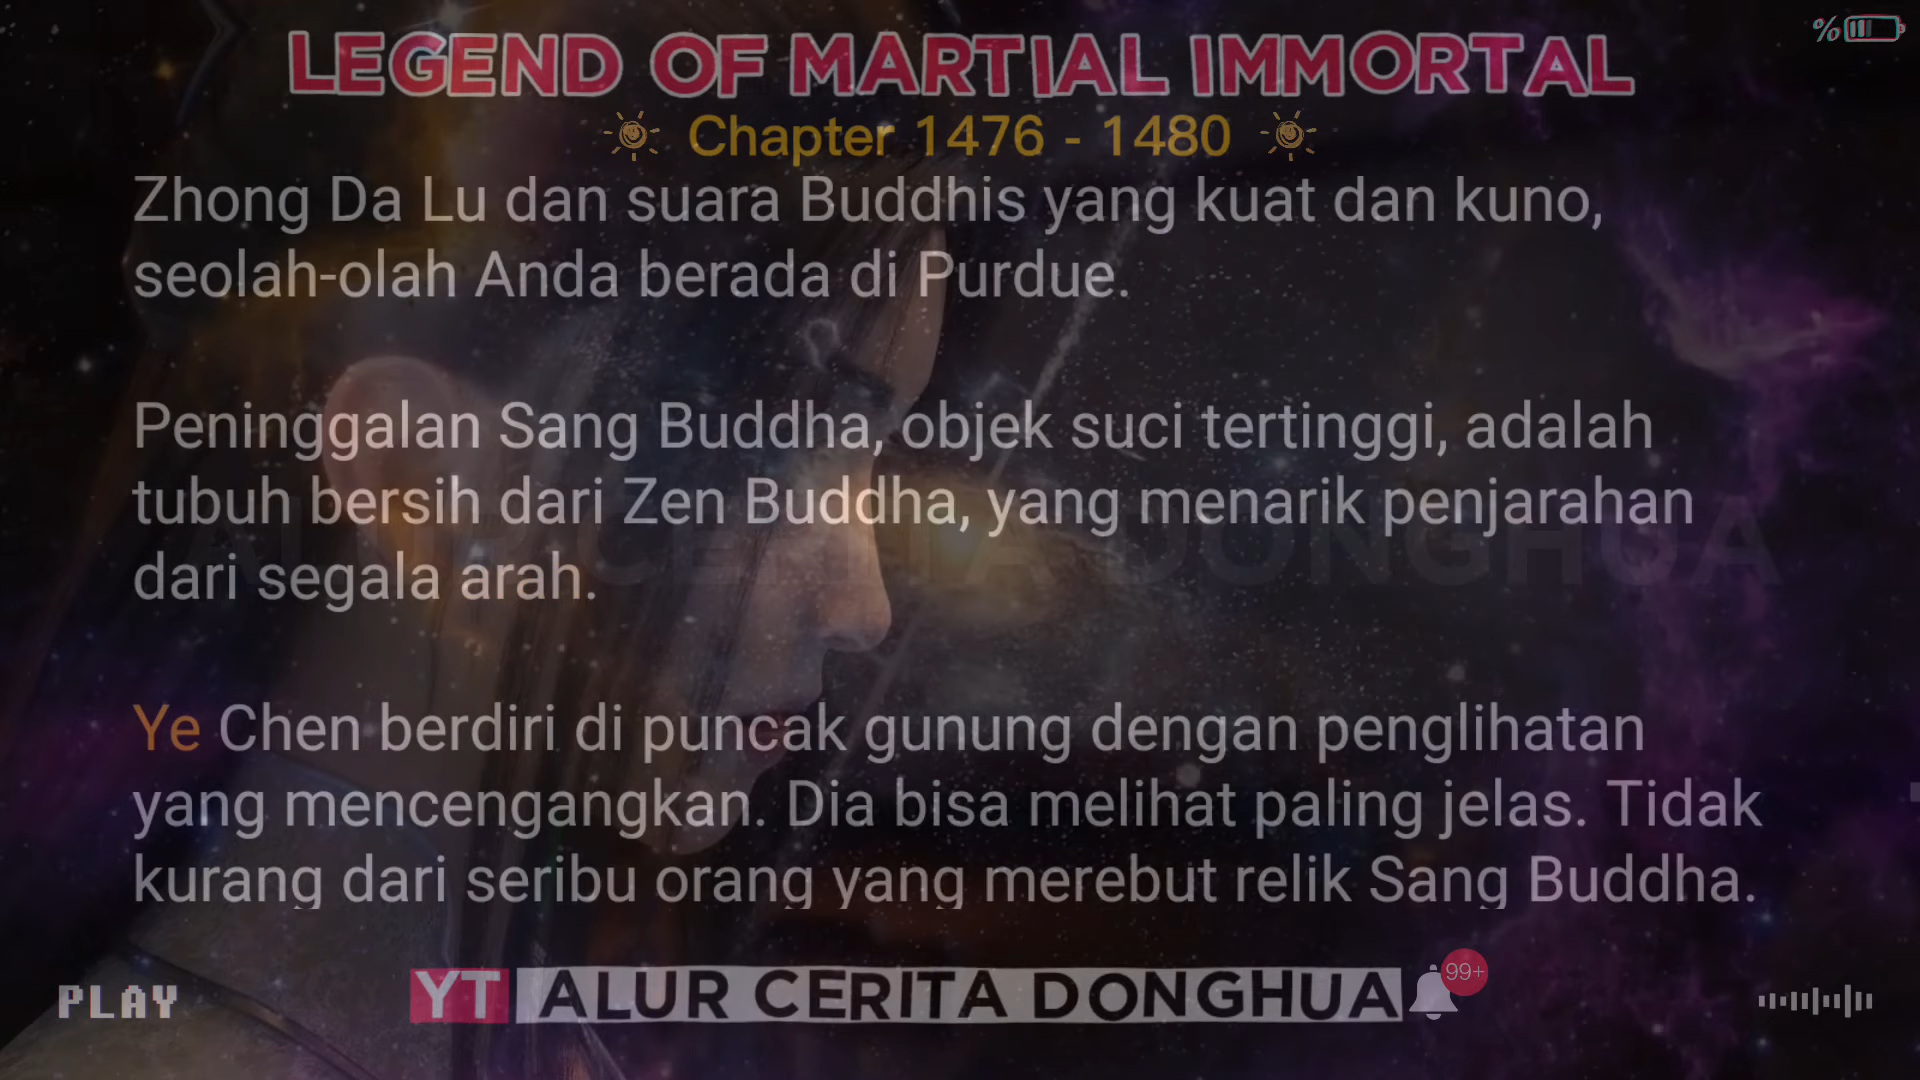 LEGEND OF MARTIAL IMMORTAL
%
Chapter 1476 - 1480
Zhong Da Lu dan suara Buddhis yang kuat dan kuno,
seolah-olah Anda berada di Purdue.
Peninggalan Sang Buddha, objek suci tertinggi, adalah
tubuh bersih dari Zen Buddha, yang menarik penjarahan
dari segala arah.
ALUR CERITA DONGHUA
Ye Chen berdiri di puncak gunung dengan penglihatan
yang mencengangkan. Dia bisa melihat paling jelas. Tidak
kurang dari seribu orang yang merebut relik Sang Buddha.
PLAY
YT ALUR CERITA DONGHUA
99+